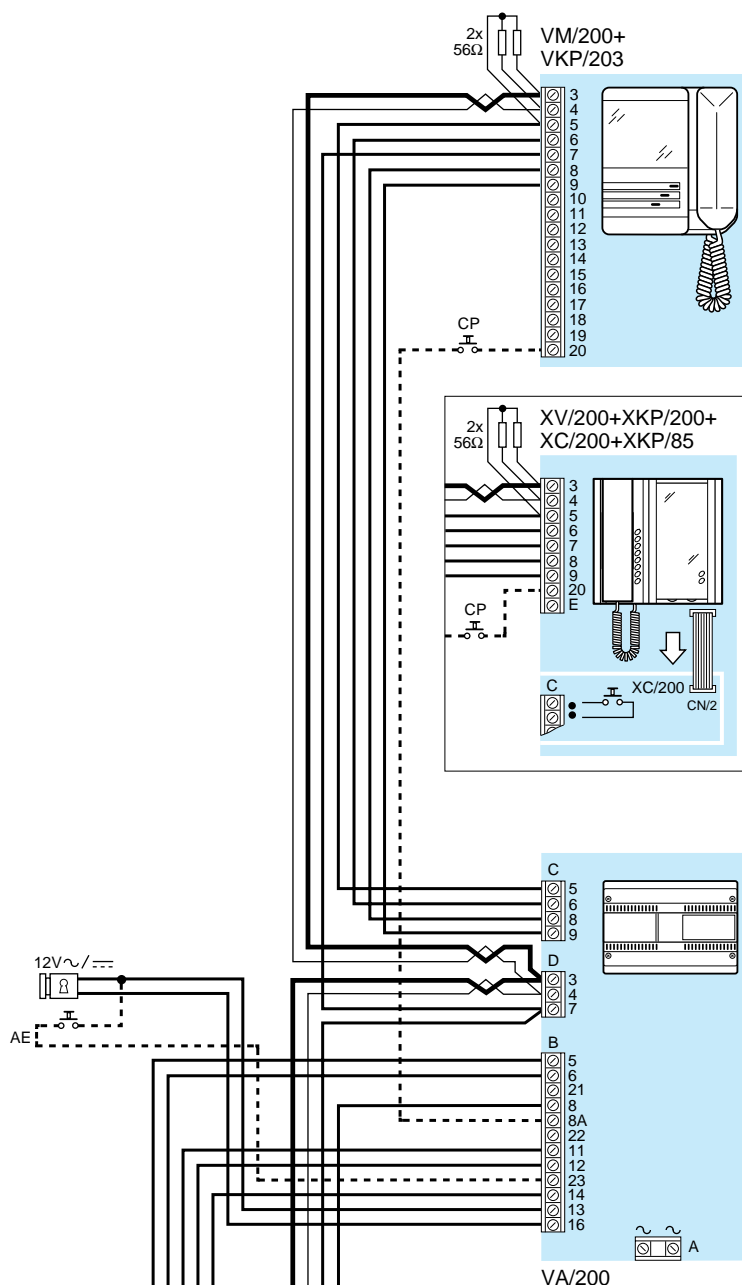 2x
56Ω
VM/200+
VKP/203
3
4
5
6
7
8
9
10
11
12
13
14
15
16
17
18
19
20
CP
2x
56Ω
XV/200+XKP/200+
XC/200+XKP/85
3
4
5
6
7
8
9
20
E
CP
C
XC/200
CN/2
C
5
6
8
9
D
3
4
7
12V
AE
B
5
6
21
8
8A
22
11
12
23
14
13
16
A
VA/200